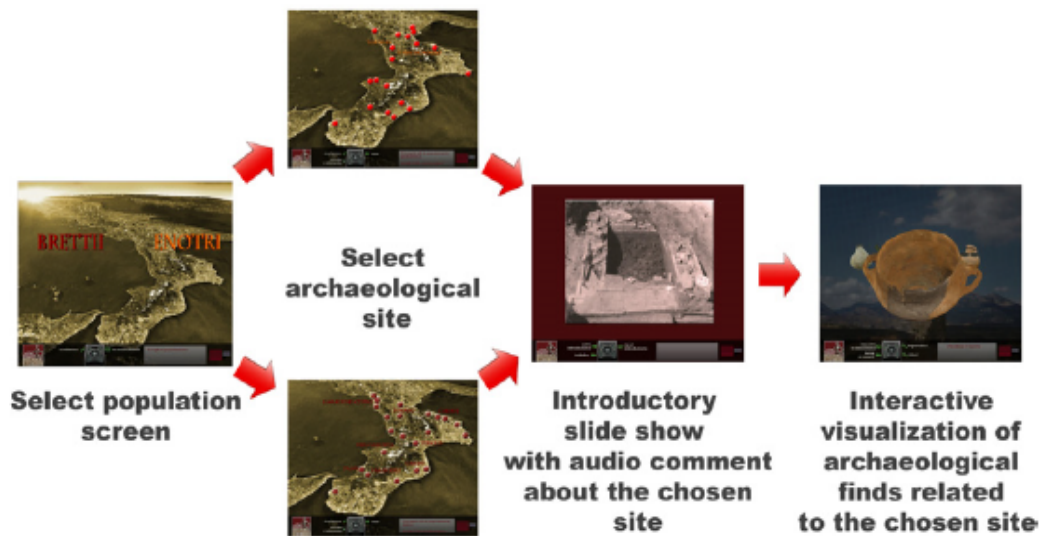 BRETTII ENOTRI
Select population
screen
Select
archaeological
site
Introductory
slide show
with audio comment
about the chosen
site
Interactive
visualization of
archaeological
finds related
to the chosen site